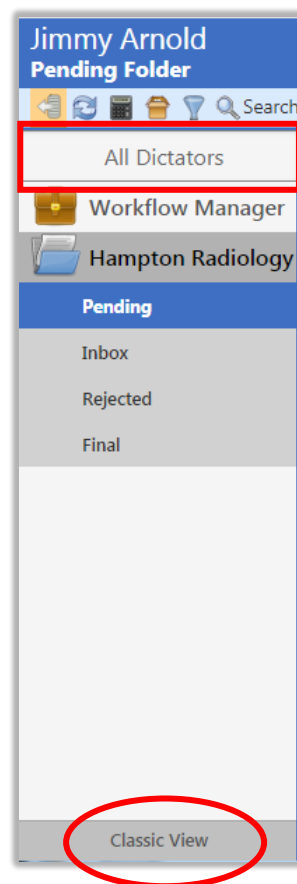 Jimmy Arnold
Pending Folder
Search
All Dictators
Workflow Manager
Hampton Radiology
Pending
Inbox
Rejected
Final
Classic View